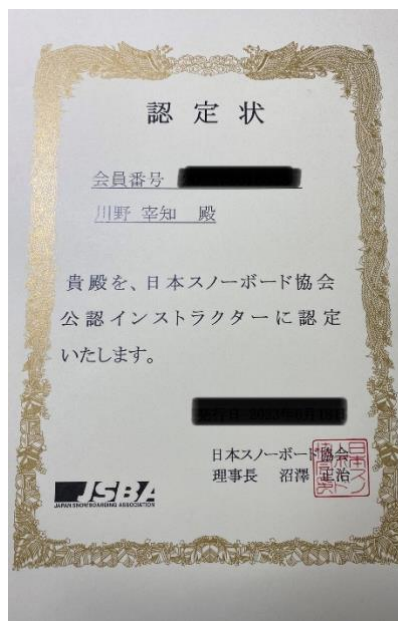 認定状
会員番号
川野 宰知 殿
貴殿を、日本スノーボード協会
公認インストラクターに認定
いたします。
日本スノーボード協会
理事長 沼澤 正治
JSBA
JAPAN SNOWBOARDING ASSOCIATION